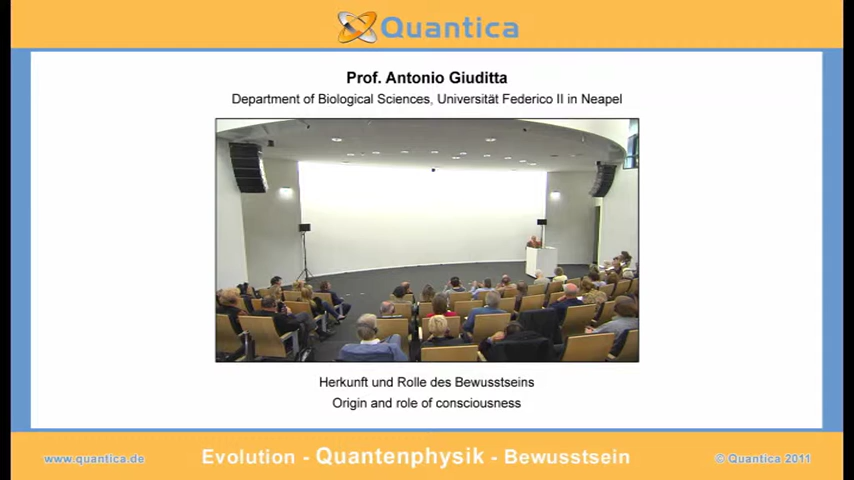 Quantica
Prof. Antonio Giuditta
Department of Biological Sciences, Universität Federico II in Neapel
Herkunft und Rolle des Bewusstseins
Origin and role of consciousness
www.quantica.de
Evolution - Quantenphysik - Bewusstsein
© Quantica 2011